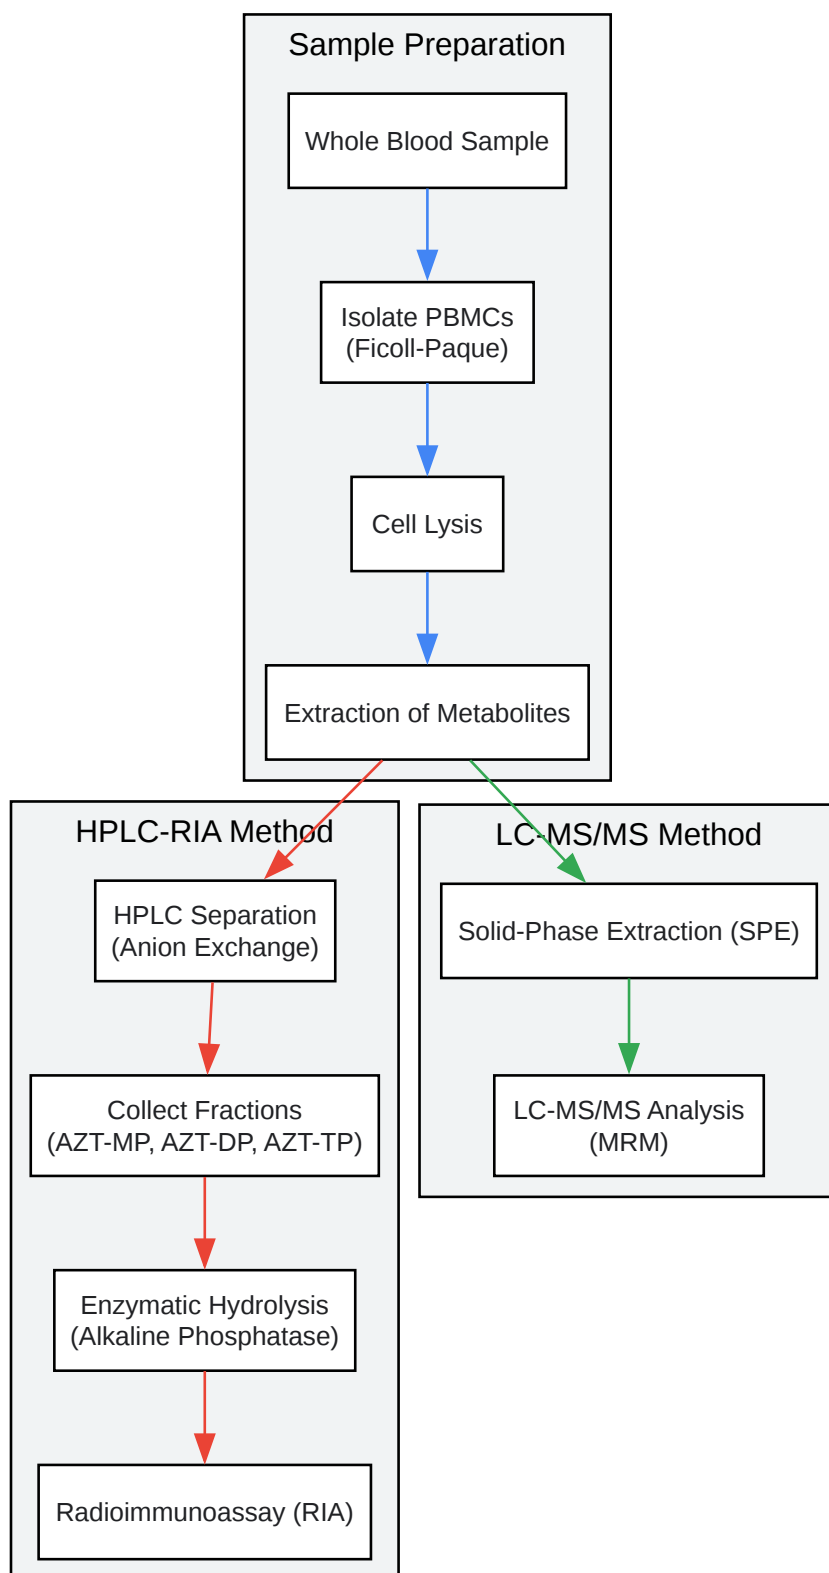 Sample Preparation
Whole Blood Sample
Isolate PBMCs
(Ficoll-Paque)
Cell Lysis
Extraction of Metabolites
HPLC-RIA Method
HPLC Separation
(Anion Exchange)
Collect Fractions
(AZT-MP, AZT-DP, AZT-TP)
Enzymatic Hydrolysis
(Alkaline Phosphatase)
Radioimmunoassay (RIA)
LC-MS/MS Method
Solid-Phase Extraction (SPE)
LC-MS/MS Analysis
(MRM)